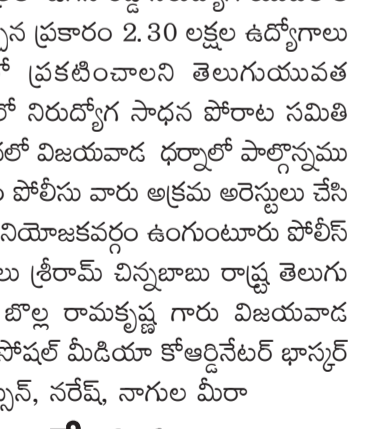 ప్రకారం 2.30 లక్షల ఉద్యోగాలు
ప్రకటించాలని తెలుగుయువత
నిరుద్యోగ సాధన పోరాట సమితి
విజయవాడ ధర్నాలో పాల్గొన్నము
పోలీసు వారు అక్రమ అరెస్టులు చేసి
నియోజకవర్గం ఉంగుంటూరు పోలీస్
శ్రీరామ్ చిన్నబాబు రాష్ట్ర తెలుగు
బొల్ల రామకృష్ణ గారు విజయవాడ
సోషల్ మీడియా కోఆర్డినేటర్ భాస్కర్
నరేష్, నాగుల మీరా